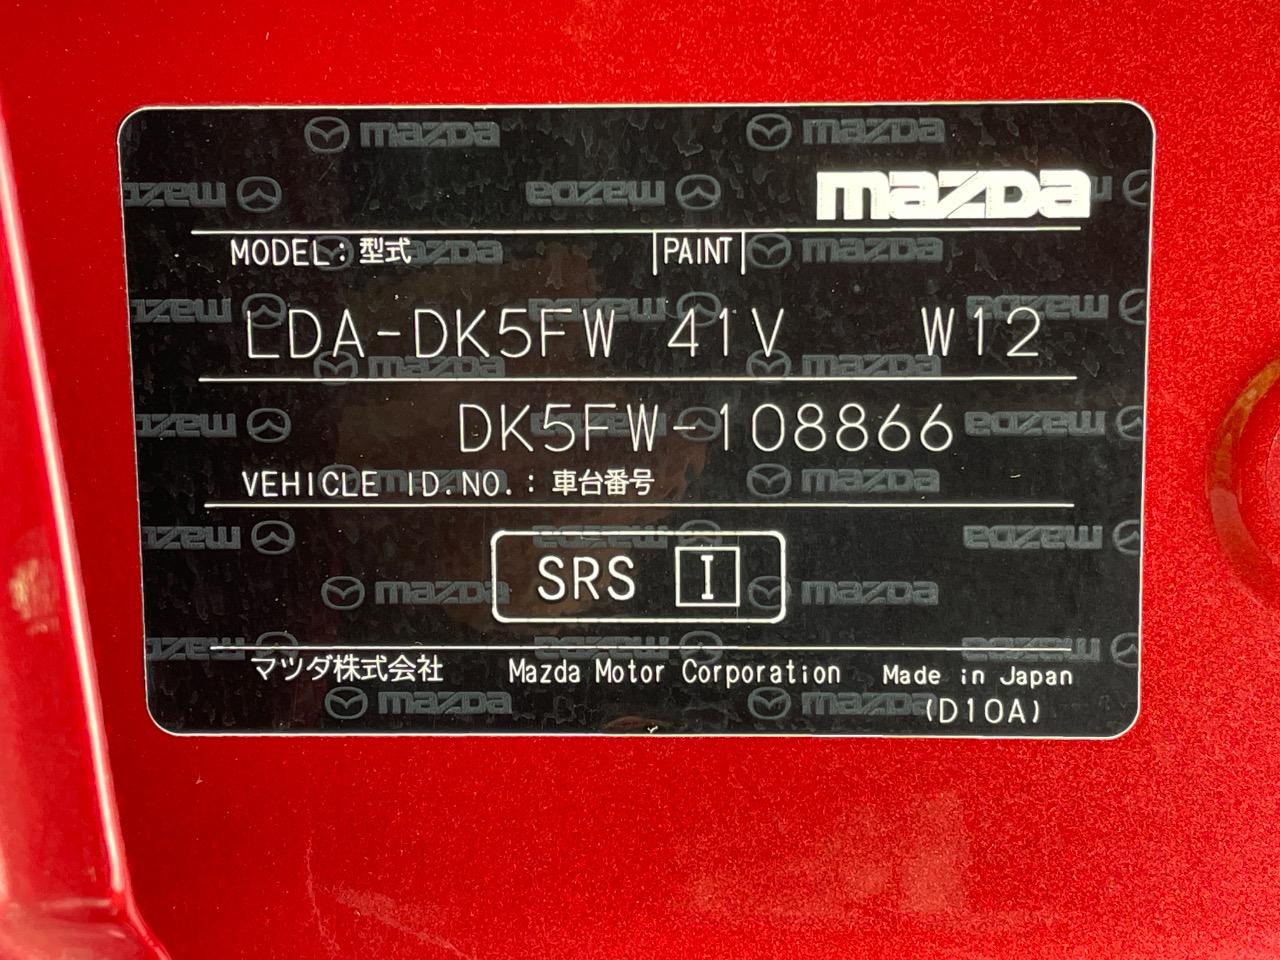 mazda
MODEL: 型式 PAINT
LDA-DK5FW 41V W12
DK5FW-108866
VEHICLE ID.NO.: 車台番号
SRS I
マツダ株式会社 Mazda Motor Corporation Made in Japan
(D10A)